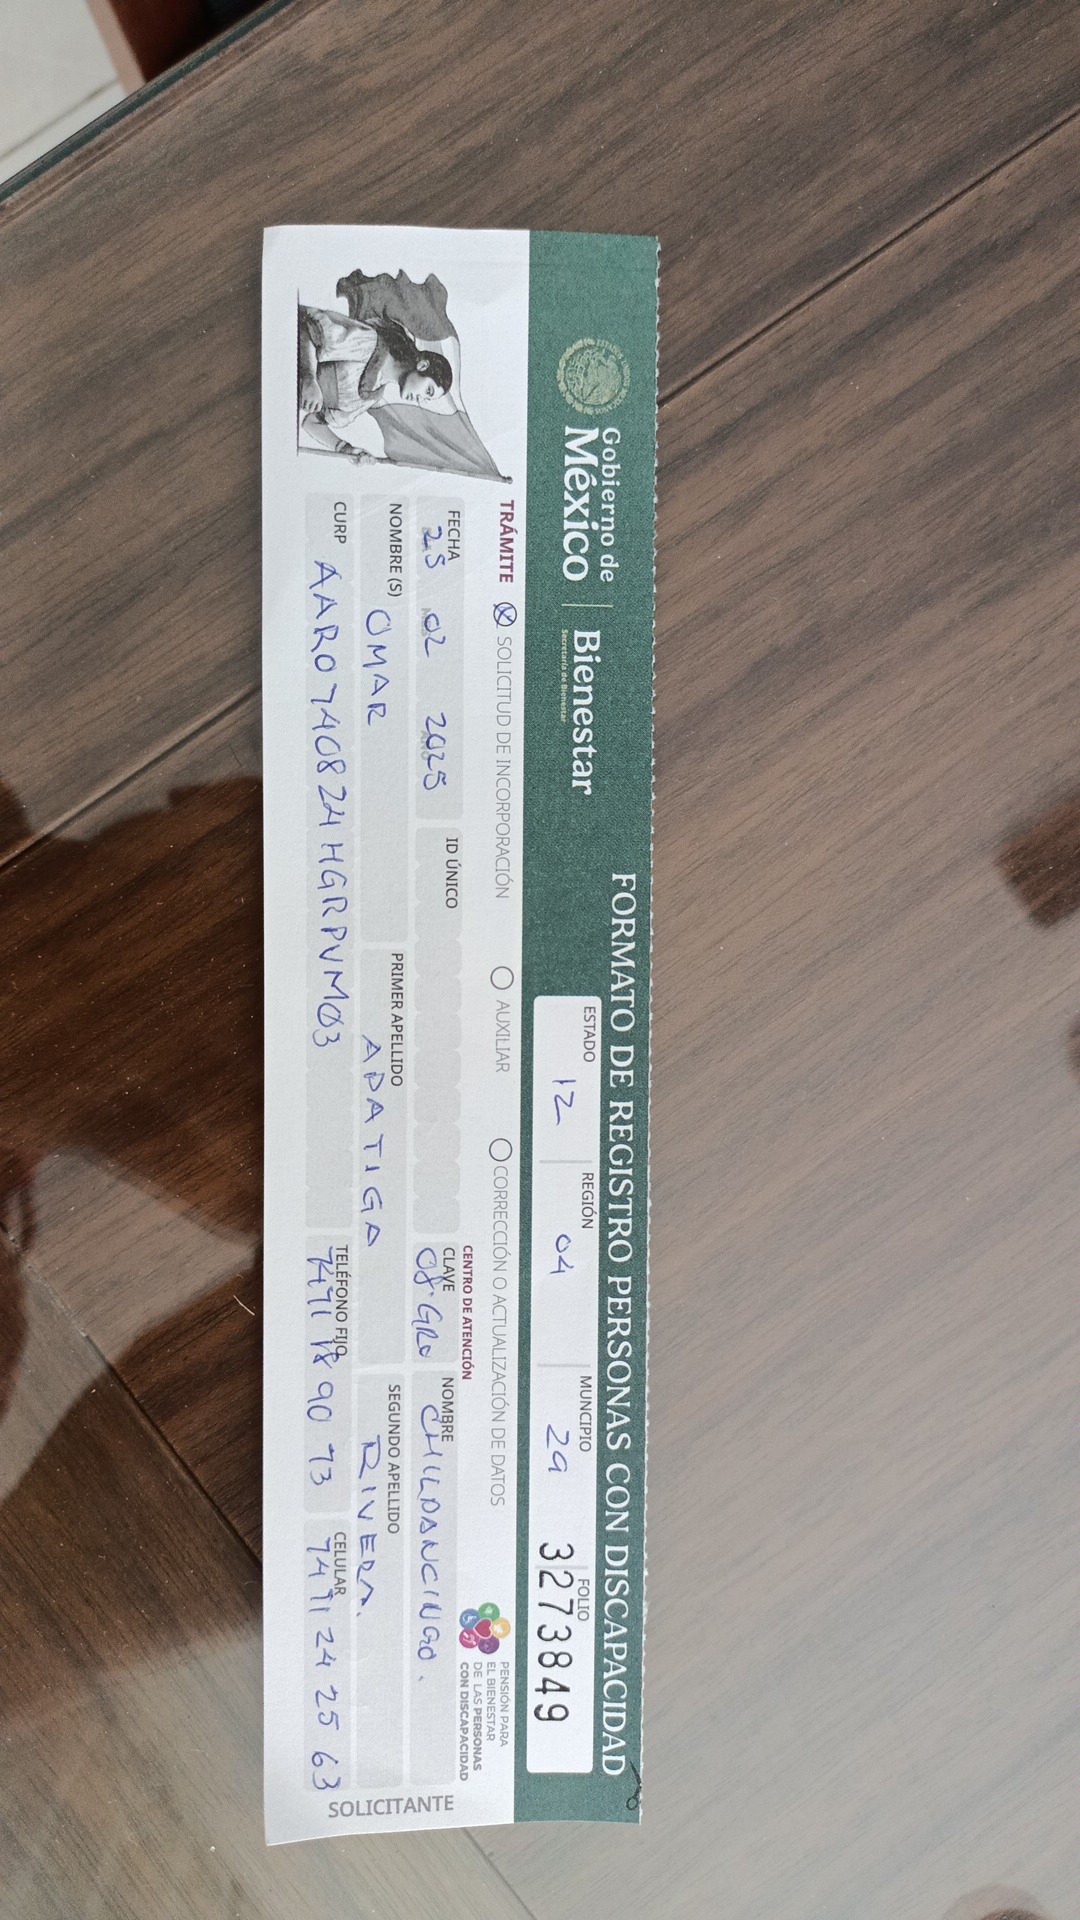 Gobierno de México
Bienestar
Secretaría de Bienestar
FORMATO DE REGISTRO PERSONAS CON DISCAPACIDAD
ESTADO 12 REGIÓN 04 MUNCIPIO 29 FOLIO 3273849
TRÁMITE SOLICITUD DE INCORPORACIÓN AUXILIAR CORRECCIÓN O ACTUALIZACIÓN DE DATOS
PENSIÓN PARA
EL BIENESTAR
DE LAS PERSONAS
CON DISCAPACIDAD
CENTRO DE ATENCIÓN
FECHA ID ÚNICO CLAVE NOMBRE
25 02 2025 08 GRO CHILPANCINGO.
NOMBRE (S) PRIMER APELLIDO SEGUNDO APELLIDO
OMAR APATIGA RIVERA.
CURP TELÉFONO FIJO CELULAR
AARO740824HGRPVM03 7471 18 90 73 7471 24 25 63
SOLICITANTE